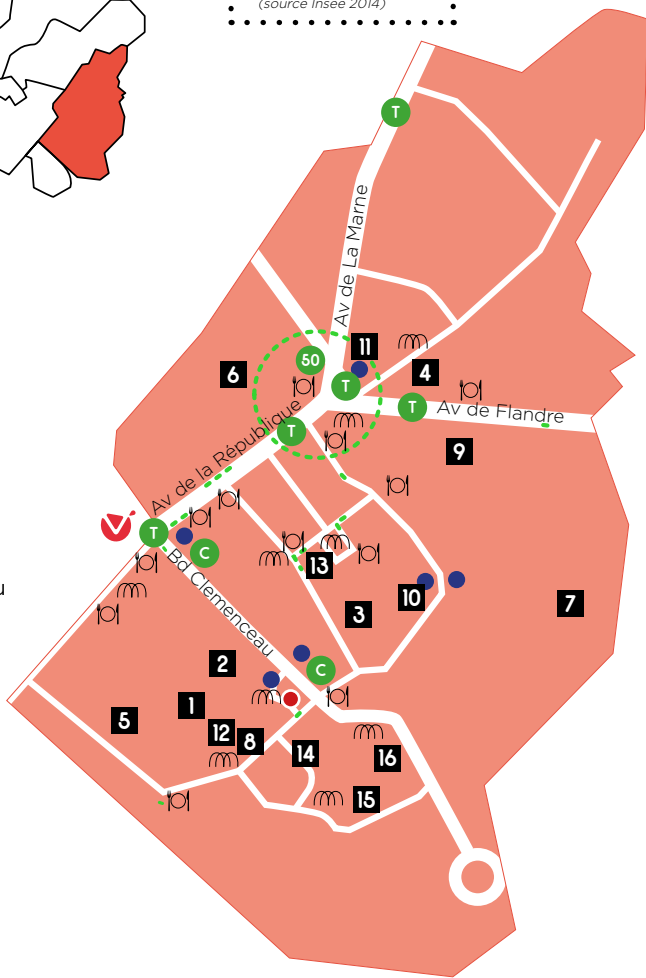 (source Insee 2014)
T
Av de La Marne
11
50
6
T
4
T
Av de Flandre
Av de la République
T
9
T
C
Bd Clemenceau
13
10
7
3
2
C
1
5
12
8
14
16
15
u